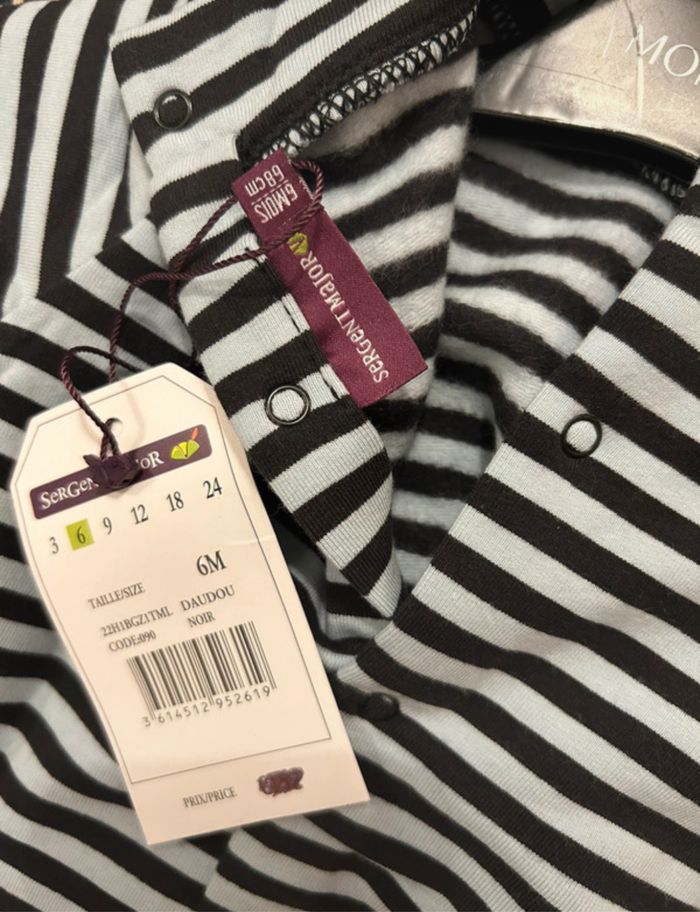 MO
6MOIS
68cm
SERGENT MAJOR
3 6 9 12 18 24
6M
TAILLE/SIZE
22H1BGZ1TML DAUDOU
CODE:090 NOIR
3 614512 952619
PRIX/PRICE